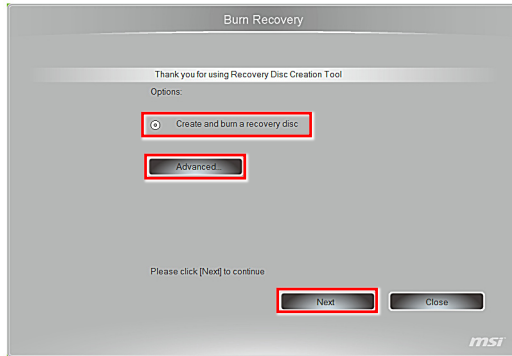 Burn Recovery
Thank you for using Recovery Disc Creation Tool
Options:
Create and burn a recovery disc
Advanced...
Please click [Next] to continue
Next Close
msi